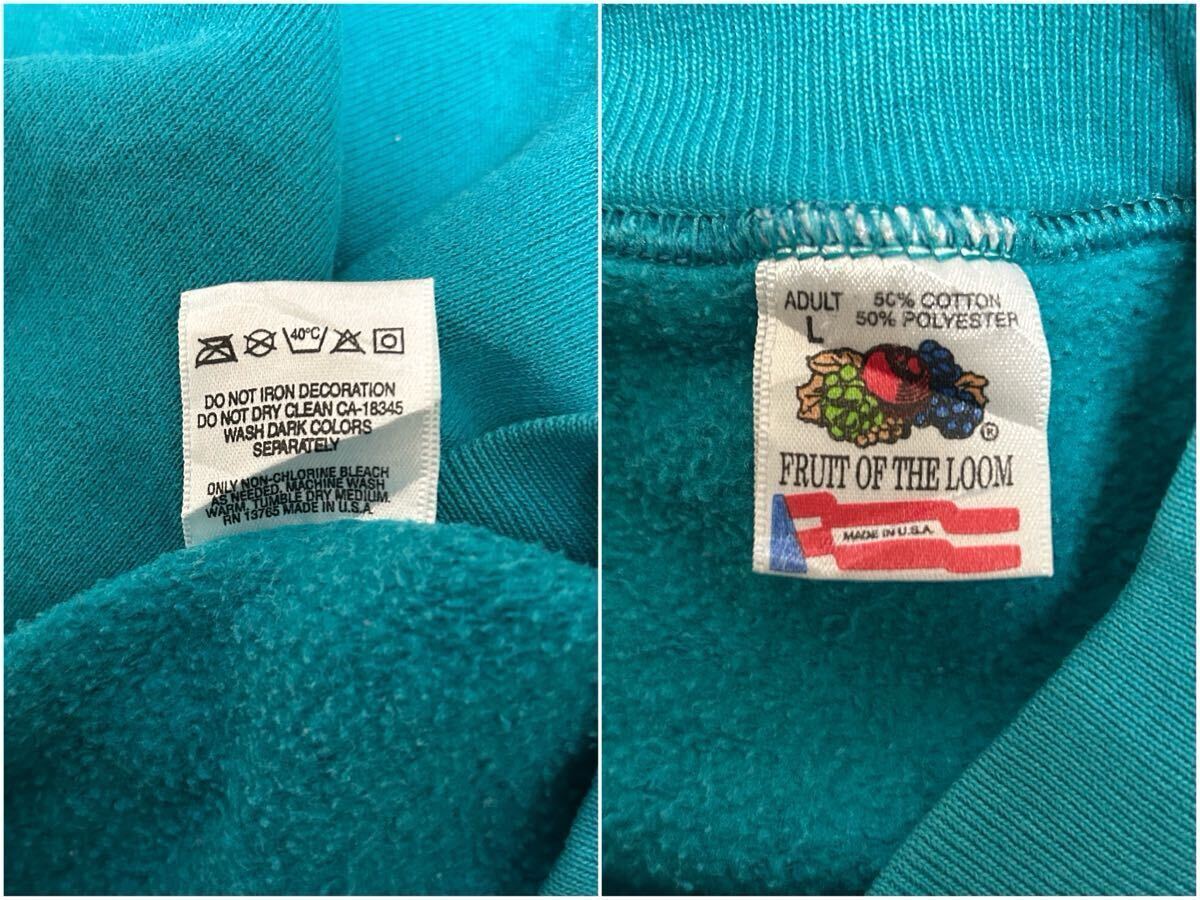 40°C
DO NOT IRON DECORATION
DO NOT DRY CLEAN CA-18345
WASH DARK COLORS
SEPARATELY
ONLY NON-CHLORINE BLEACH
AS NEEDED, MACHINE WASH
WARM, TUMBLE DRY MEDIUM.
RN 13765 MADE IN U.S.A.
ADULT 50% COTTON
L 50% POLYESTER
®
FRUIT OF THE LOOM
MADE IN U.S.A.